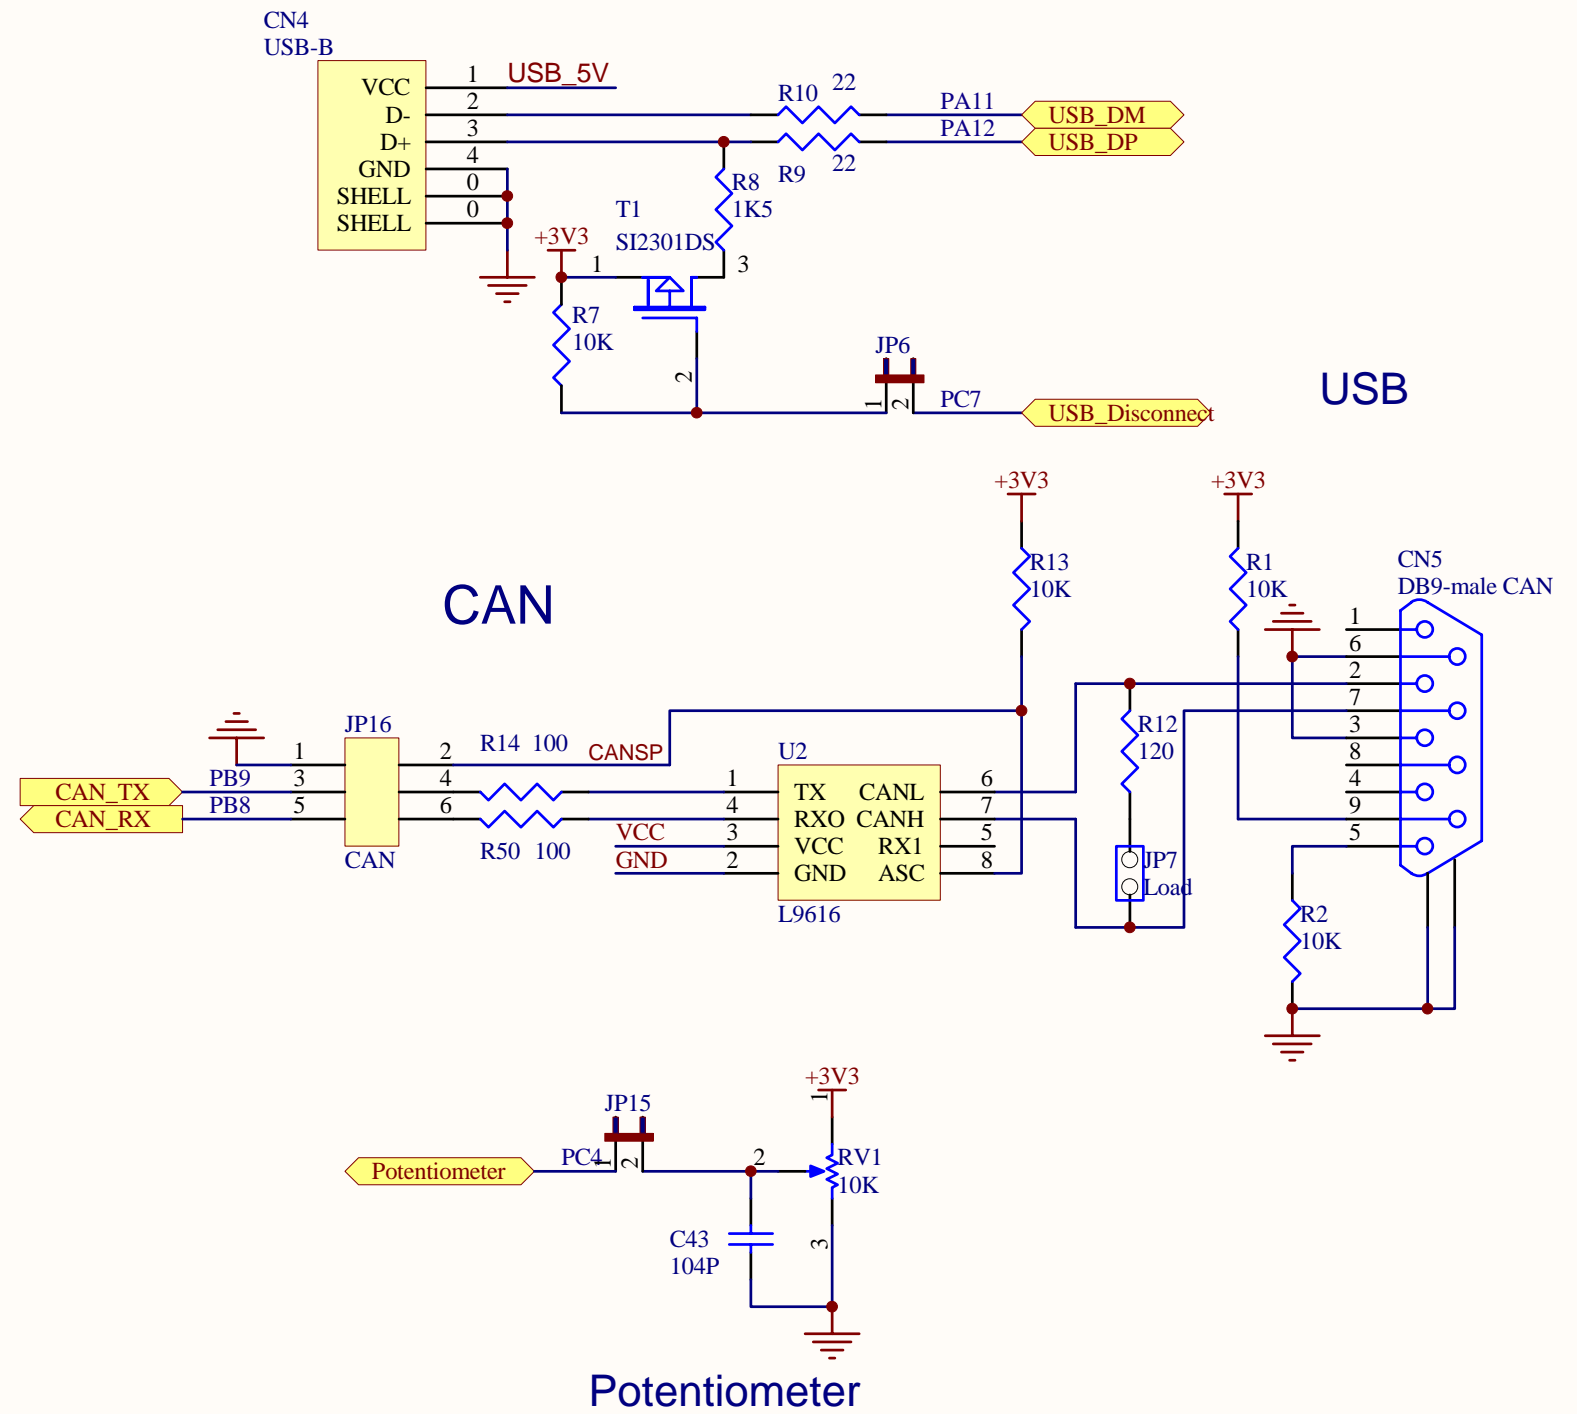 CN4
USB-B
VCC 1 USB_5V
D- 2
D+ 3
GND 4
SHELL 0
SHELL 0
R10 22
PA11 USB_DM
PA12 USB_DP
R9 22
R8
1K5
T1
SI2301DS
+3V3
1
3
2
R7
10K
JP6
1 2
PC7 USB_Disconnect
USB
CAN
+3V3
R13
10K
+3V3
R1
10K
CN5
DB9-male CAN
1
6
2
7
3
8
4
9
5
JP16
1 2
3 4
5 6
CAN
CAN_TX PB9
CAN_RX PB8
R14 100
CANSP
R50 100
VCC
GND
U2
1 TX CANL 6
4 RXO CANH 7
3 VCC RX1 5
2 GND ASC 8
L9616
R12
120
JP7
Load
R2
10K
+3V3
JP15
1 2
Potentiometer PC4
1
2
3
RV1
10K
C43
104P
Potentiometer